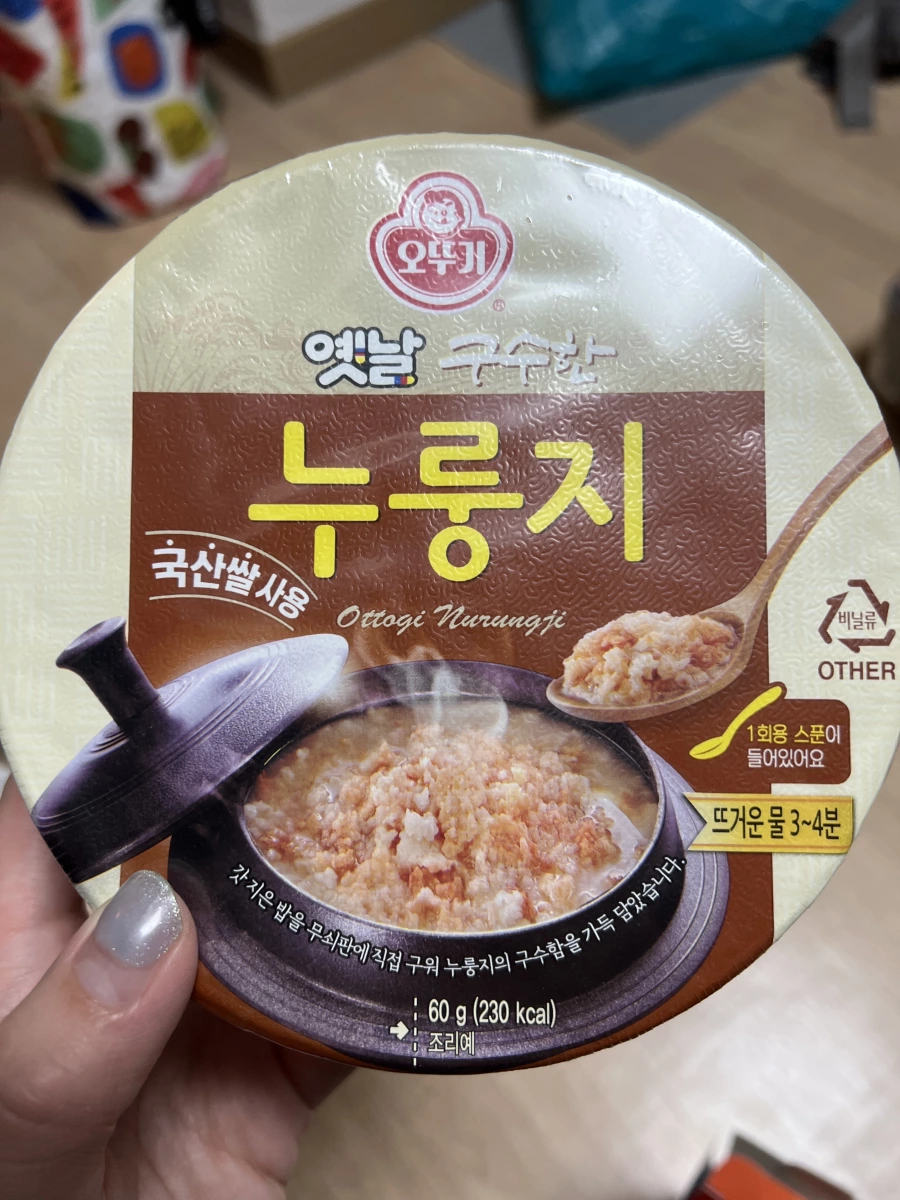 오뚜기
옛날 구수한
누룽지
국산쌀 사용
Ottogi Nurungji
비닐류
OTHER
1회용 스푼이
들어있어요
뜨거운 물 3~4분
갓 지은 밥을 무쇠판에 직접 구워 누룽지의 구수함을 가득 담았습니다.
60 g (230 kcal)
조리예